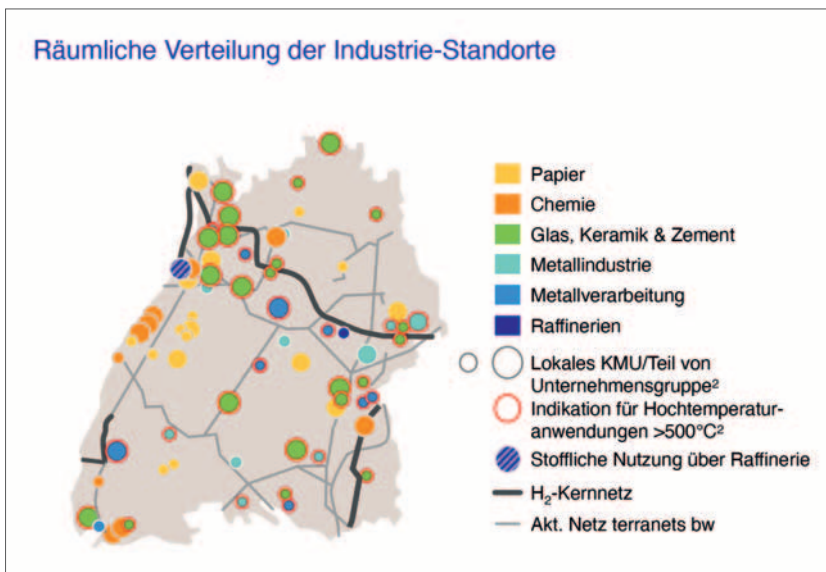 Räumliche Verteilung der Industrie-Standorte
Papier
Chemie
Glas, Keramik & Zement
Metallindustrie
Metallverarbeitung
Raffinerien
Lokales KMU/Teil von
Unternehmensgruppe²
Indikation für Hochtemperatur-
anwendungen >500°C²
Stoffliche Nutzung über Raffinerie
H₂-Kernnetz
Akt. Netz terranets bw